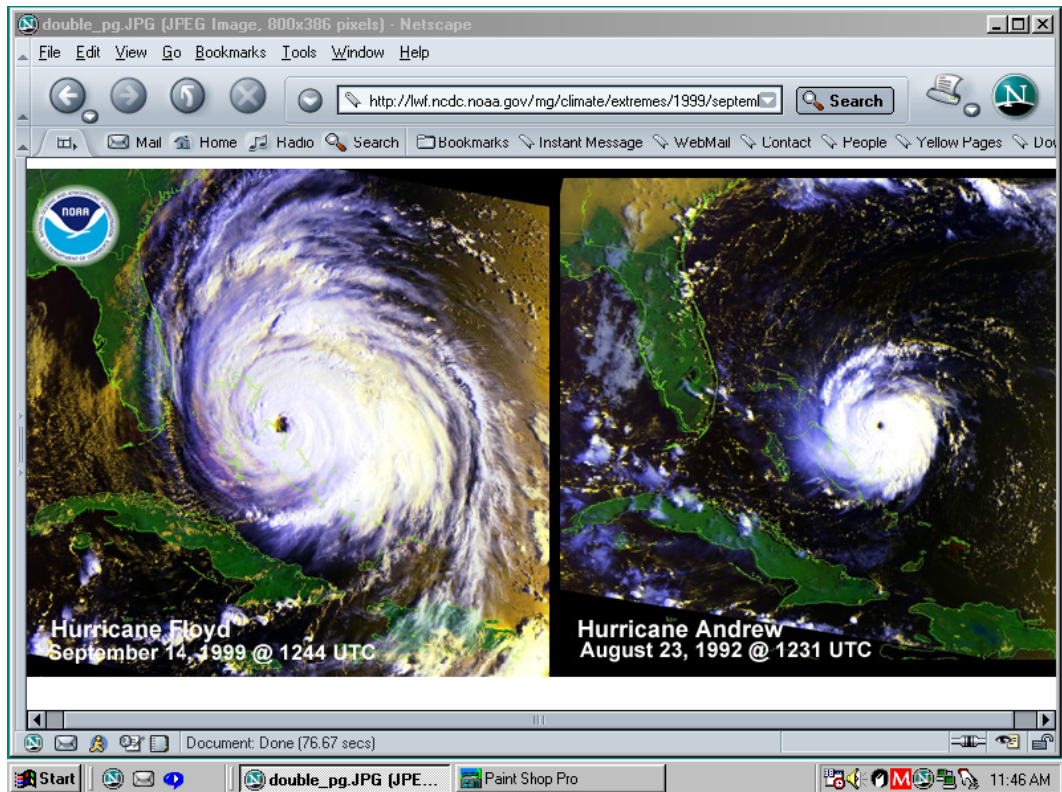 double_pg.JPG (JPEG Image, 800x386 pixels) - Netscape
File Edit View Go Bookmarks Tools Window Help
http://lwf.ncdc.noaa.gov/mg/climate/extremes/1999/septeml Search N
Mail Home Radio Search Bookmarks Instant Message WebMail Contact People Yellow Pages Dov
NOAA
Hurricane Floyd
September 14, 1999 @ 1244 UTC
Hurricane Andrew
August 23, 1992 @ 1231 UTC
Document: Done (76.67 secs)
Start double_pg.JPG (JPE... Paint Shop Pro M 11:46 AM